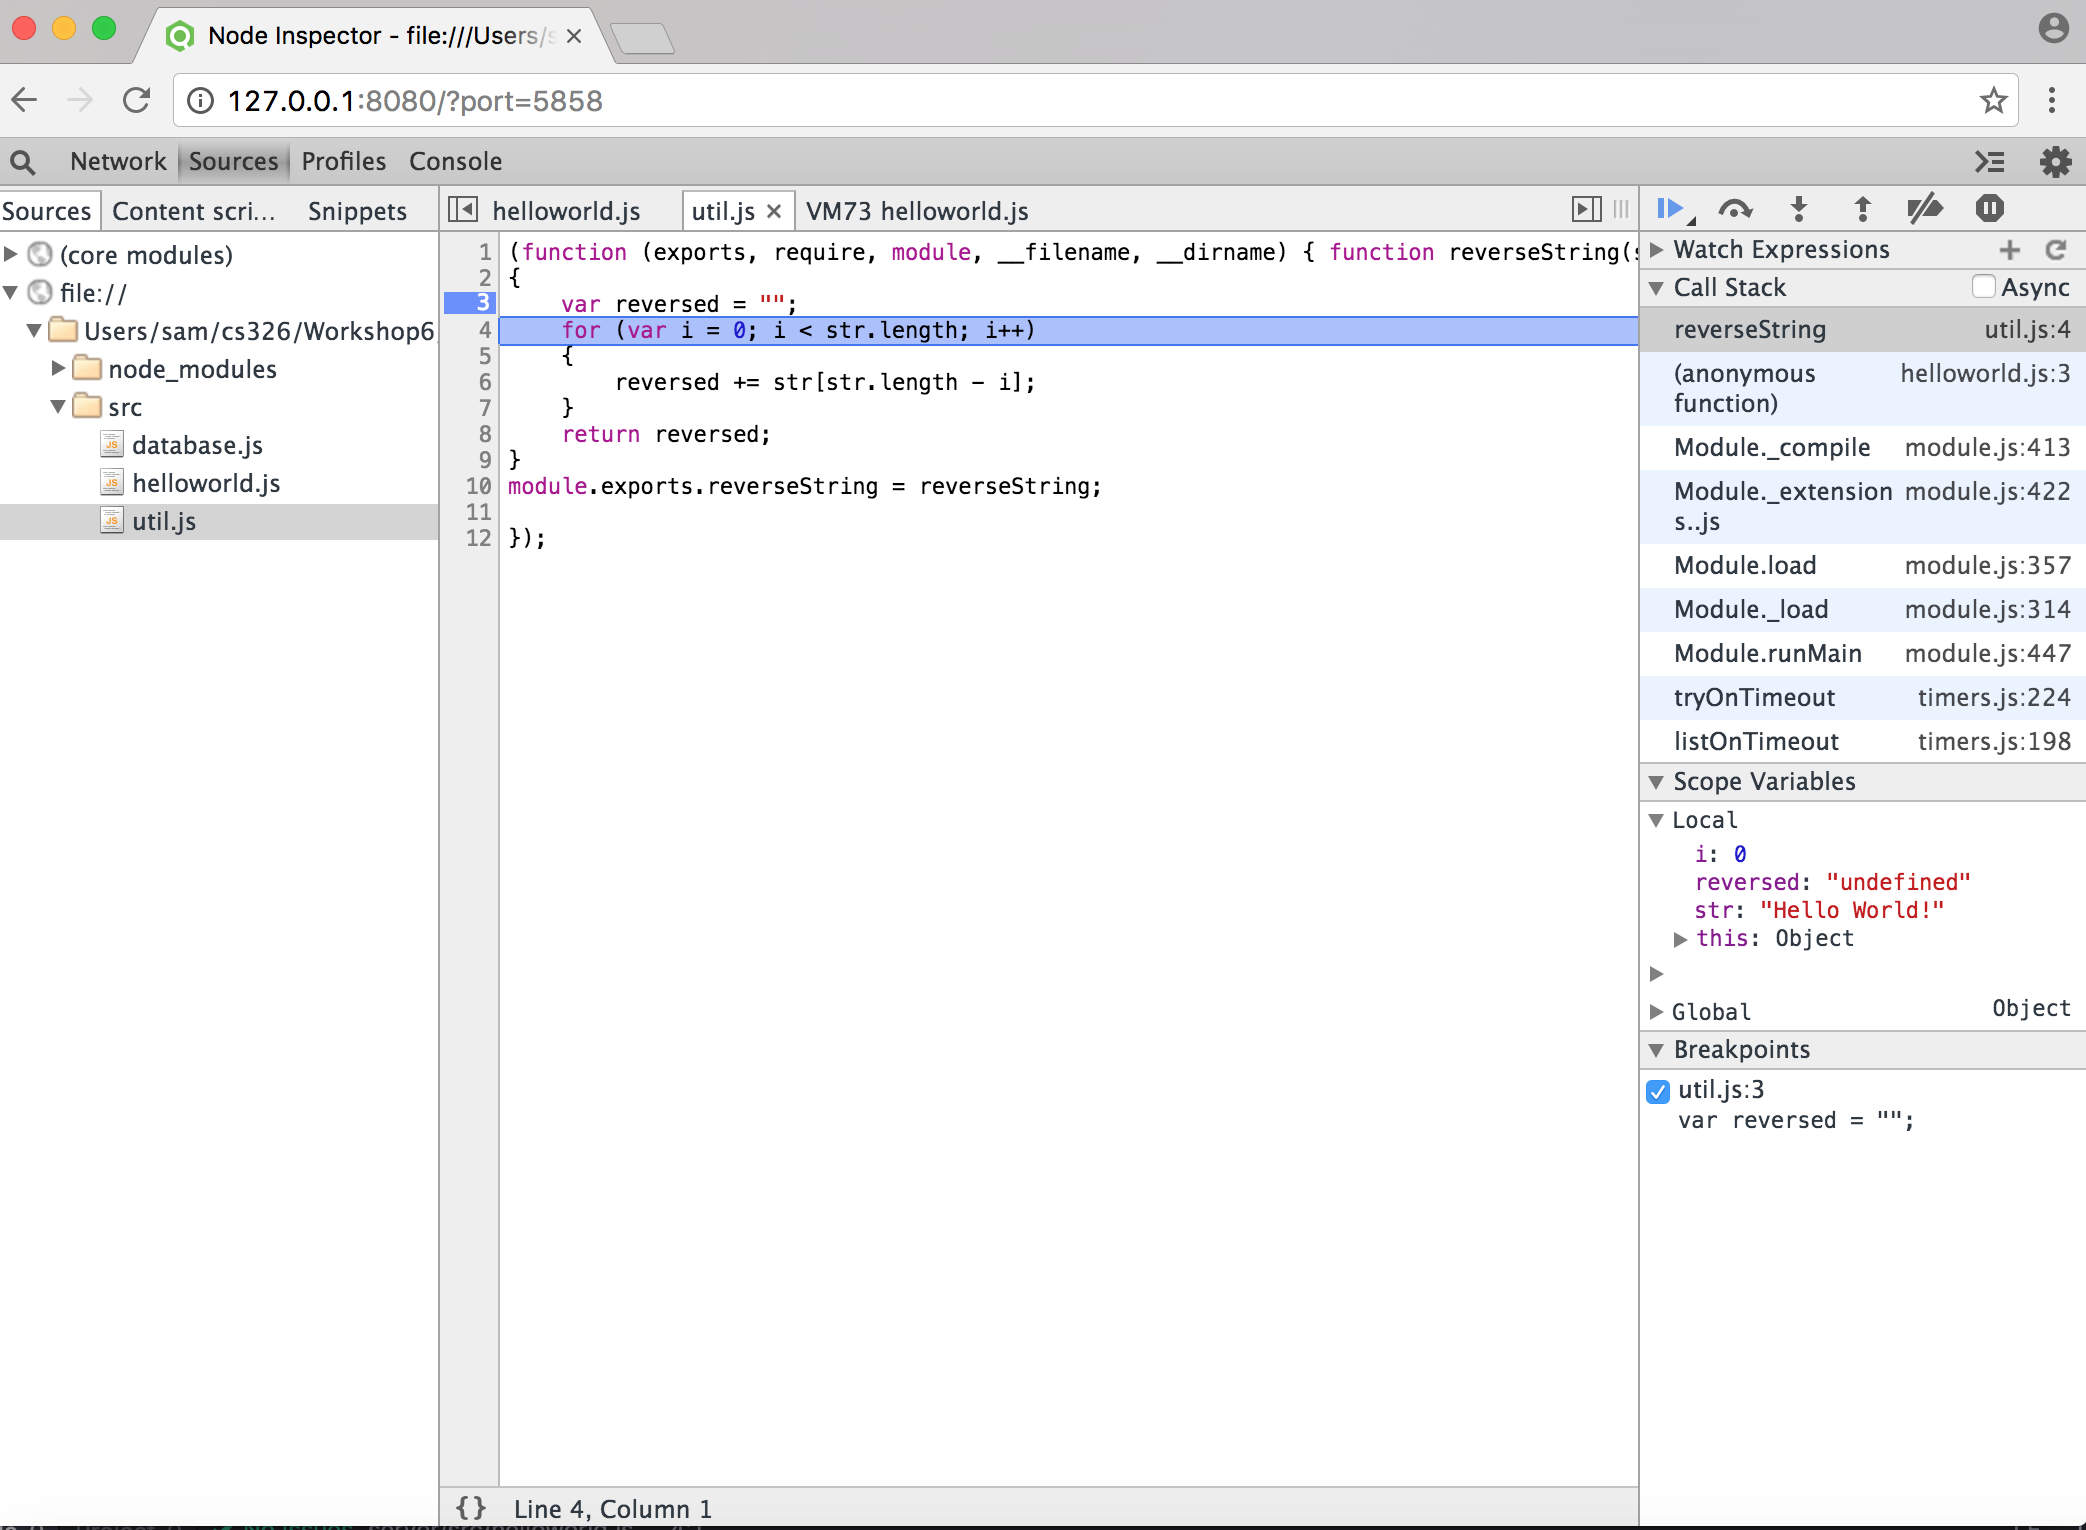 Node Inspector - file:///Users/s
127.0.0.1:8080/?port=5858
Network Sources Profiles Console
Sources Content scri... Snippets
(core modules)
file://
Users/sam/cs326/Workshop6
node_modules
src
database.js
helloworld.js
util.js
helloworld.js util.js VM73 helloworld.js
1 (function (exports, require, module, __filename, __dirname) { function reverseString(s
2 {
3 var reversed = "";
4 for (var i = 0; i < str.length; i++)
5 {
6 reversed += str[str.length - i];
7 }
8 return reversed;
9 }
10 module.exports.reverseString = reverseString;
11
12 });
{} Line 4, Column 1
Watch Expressions
Call Stack Async
reverseString util.js:4
(anonymous helloworld.js:3
function)
Module._compile module.js:413
Module._extension module.js:422
s..js
Module.load module.js:357
Module._load module.js:314
Module.runMain module.js:447
tryOnTimeout timers.js:224
listOnTimeout timers.js:198
Scope Variables
Local
i: 0
reversed: "undefined"
str: "Hello World!"
this: Object
Global Object
Breakpoints
util.js:3
var reversed = "";